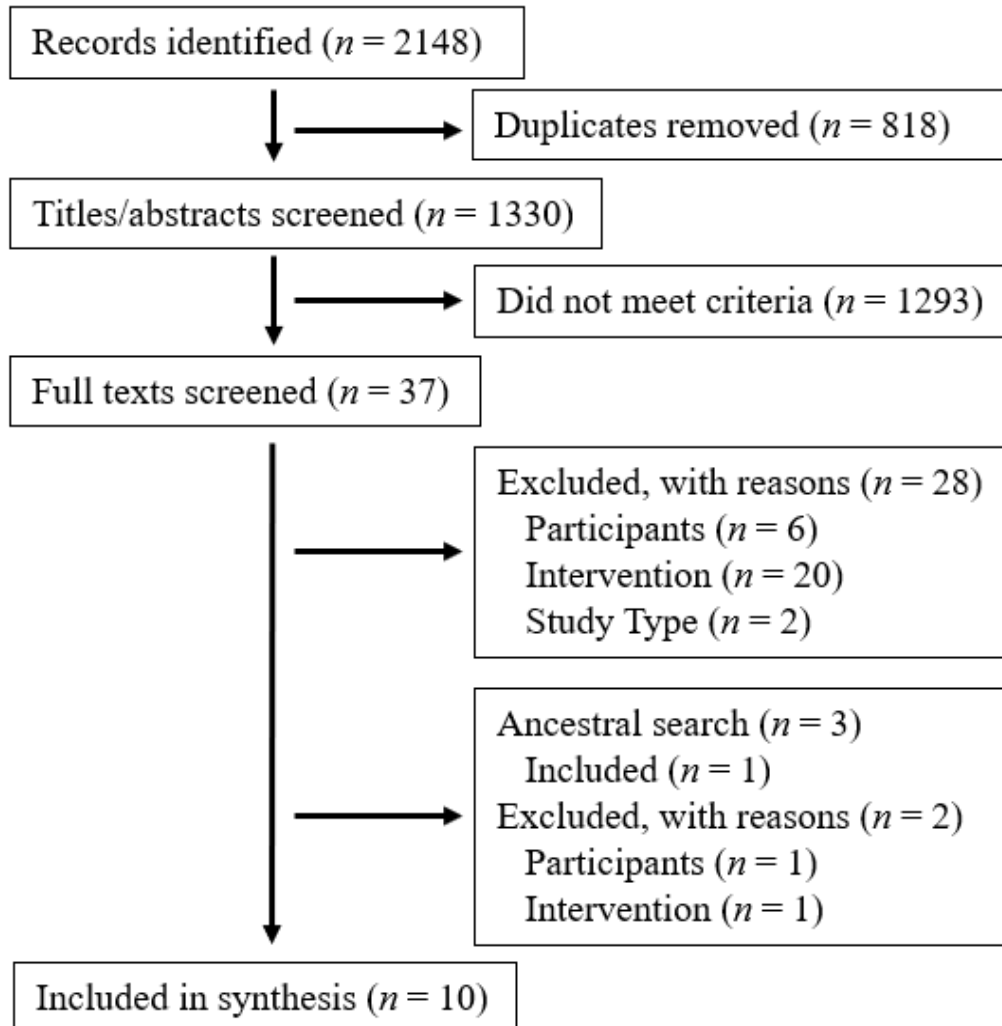 Records identified (n = 2148)
Duplicates removed (n = 818)
Titles/abstracts screened (n = 1330)
Did not meet criteria (n = 1293)
Full texts screened (n = 37)
Excluded, with reasons (n = 28)
Participants (n = 6)
Intervention (n = 20)
Study Type (n = 2)
Ancestral search (n = 3)
Included (n = 1)
Excluded, with reasons (n = 2)
Participants (n = 1)
Intervention (n = 1)
Included in synthesis (n = 10)